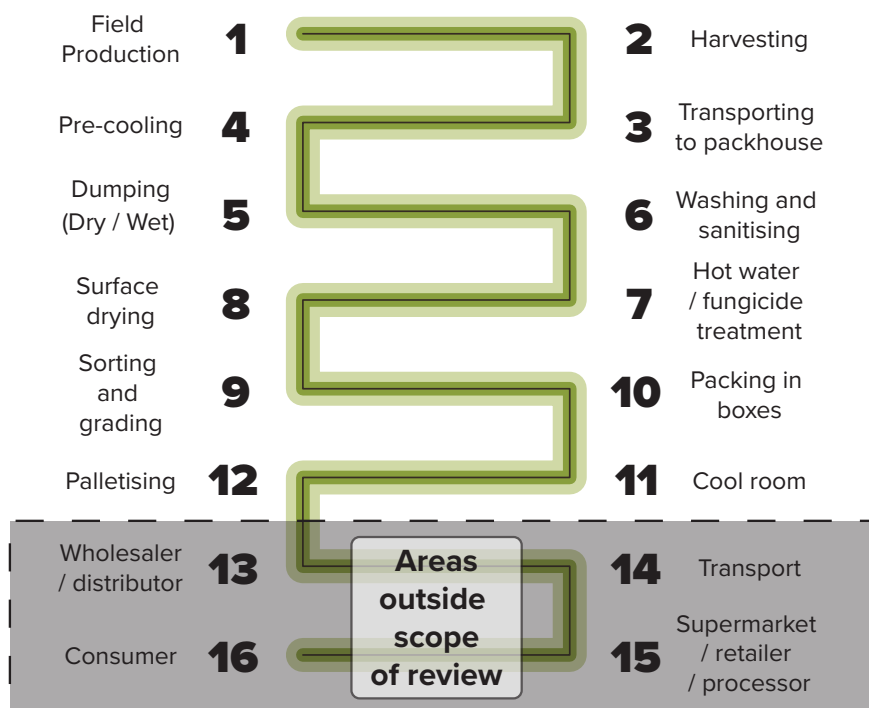 Field
Production
1
2
Harvesting
Pre-cooling
4
3
Transporting
to packhouse
Dumping
(Dry / Wet)
5
6
Washing and
sanitising
Surface
drying
8
7
Hot water
/ fungicide
treatment
Sorting
and
grading
9
10
Packing in
boxes
Palletising
12
11
Cool room
Wholesaler
/ distributor
13
Areas
outside
scope
of review
14
Transport
Consumer
16
15
Supermarket
/ retailer
/ processor